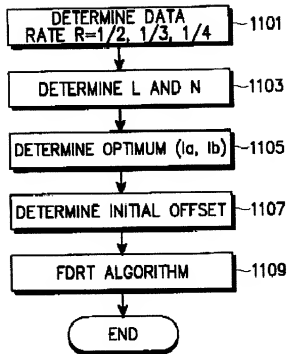 DETERMINE DATA
RATE R=1/2, 1/3, 1/4
1101
DETERMINE L AND N
1103
DETERMINE OPTIMUM (Ia, Ib)
1105
DETERMINE INITIAL OFFSET
1107
FDRT ALGORITHM
1109
END